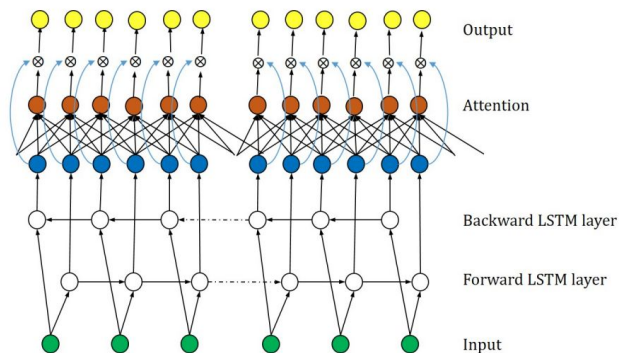 Output
Attention
Backward LSTM layer
Forward LSTM layer
Input